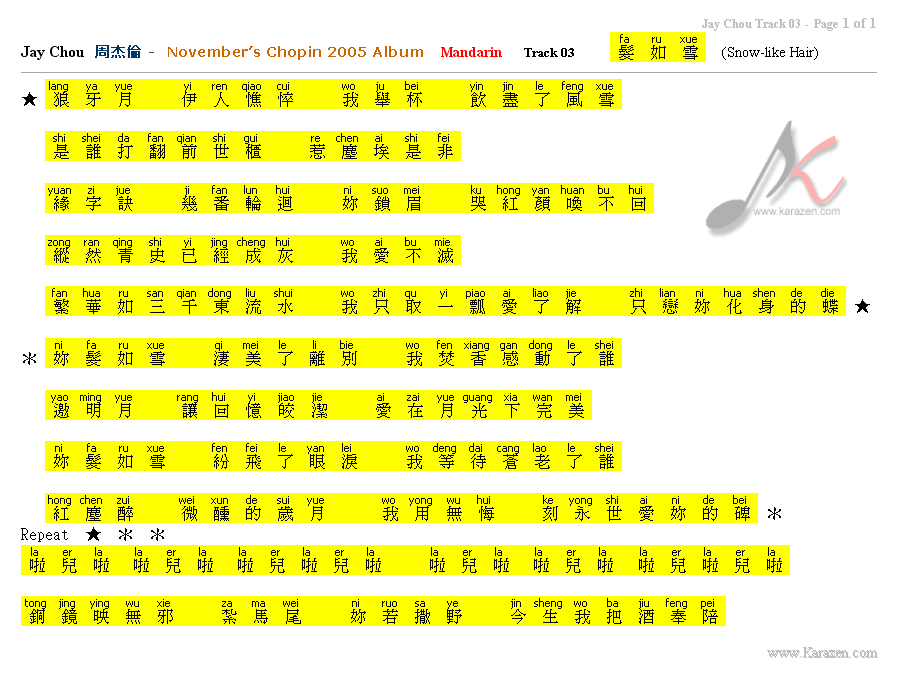 Jay Chou Track 03 - Page 1 of 1
Jay Chou 周杰倫 - November's Chopin 2005 Album Mandarin Track 03 fa ru xue 髮 如 雪 (Snow-like Hair)
lang ya yue yi ren qiao cui wo ju bei yin jin le feng xue
★ 狼 牙 月 伊 人 憔 悴 我 舉 杯 飲 盡 了 風 雪
shi shei da fan qian shi gui re chen ai shi fei
是 誰 打 翻 前 世 櫃 惹 塵 埃 是 非
www.karazen.com
yuan zi jue ji fan lun hui ni suo mei ku hong yan huan bu hui
緣 字 訣 幾 番 輪 迴 妳 鎖 眉 哭 紅 顏 喚 不 回
zong ran qing shi yi jing cheng hui wo ai bu mie
縱 然 青 史 已 經 成 灰 我 愛 不 滅
fan hua ru san qian dong liu shui wo zhi qu yi piao ai liao jie zhi lian ni hua shen de die
繁 華 如 三 千 東 流 水 我 只 取 一 瓢 愛 了 解 只 戀 妳 化 身 的 蝶 ★
ni fa ru xue qi mei le li bie wo fen xiang gan dong le shei
＊ 妳 髮 如 雪 淒 美 了 離 別 我 焚 香 感 動 了 誰
yao ming yue rang hui yi jiao jie ai zai yue guang xia wan mei
邀 明 月 讓 回 憶 皎 潔 愛 在 月 光 下 完 美
ni fa ru xue fen fei le yan lei wo deng dai cang lao le shei
妳 髮 如 雪 紛 飛 了 眼 淚 我 等 待 蒼 老 了 誰
hong chen zui wei xun de sui yue wo yong wu hui ke yong shi ai ni de bei
紅 塵 醉 微 醺 的 歲 月 我 用 無 悔 刻 永 世 愛 妳 的 碑 ＊
Repeat ★ ＊ ＊
la er la la er la la er la er la la er la la er la la er la er la
啦 兒 啦 啦 兒 啦 啦 兒 啦 兒 啦 啦 兒 啦 啦 兒 啦 啦 兒 啦 兒 啦
tong jing ying wu xie za ma wei ni ruo sa ye jin sheng wo ba jiu feng pei
銅 鏡 映 無 邪 紮 馬 尾 妳 若 撒 野 今 生 我 把 酒 奉 陪
www.Karazen.com